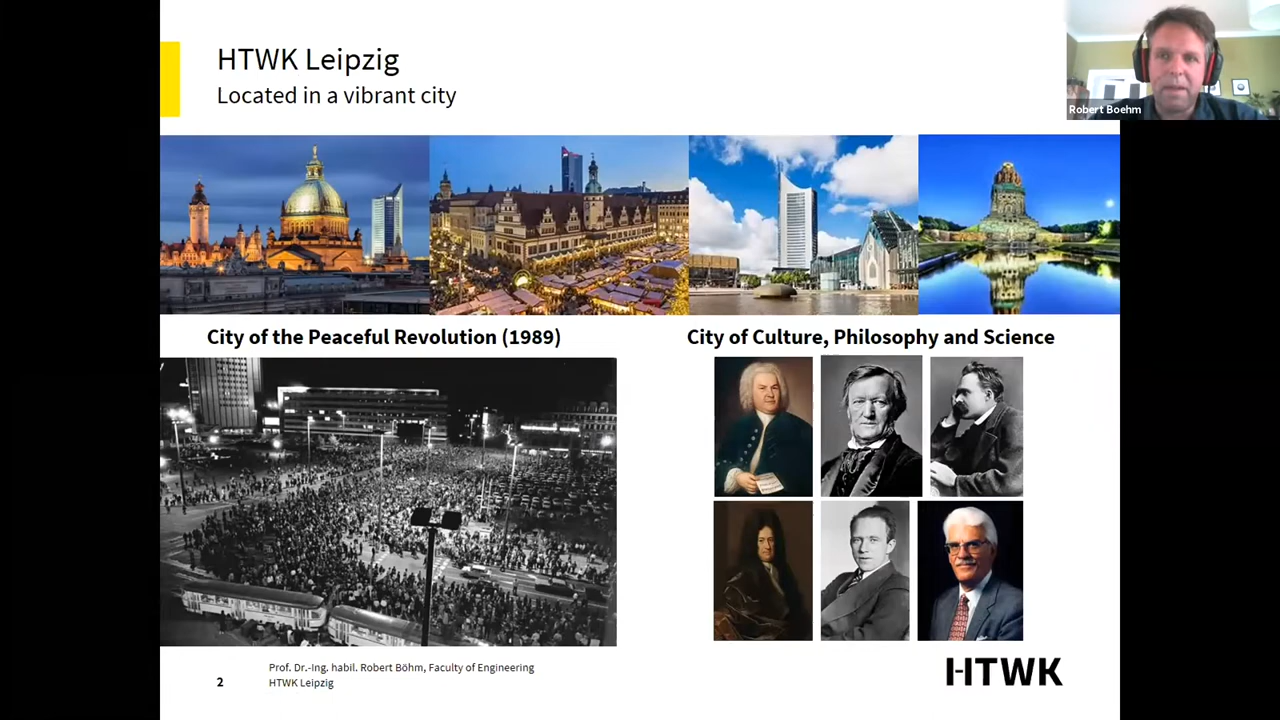 HTWK Leipzig
Located in a vibrant city
Robert Boehm
City of the Peaceful Revolution (1989)
City of Culture, Philosophy and Science
Prof. Dr.-Ing. habil. Robert Böhm, Faculty of Engineering
2
HTWK Leipzig
HTWK